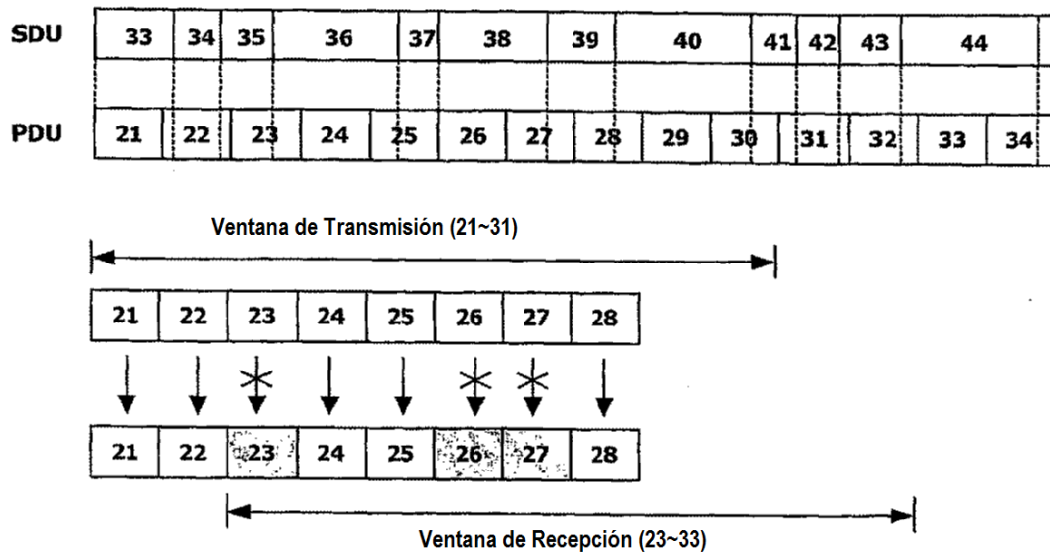 SDU 33 34 35 36 37 38 39 40 41 42 43 44
PDU 21 22 23 24 25 26 27 28 29 30 31 32 33 34
Ventana de Transmisión (21~31)
21 22 23 24 25 26 27 28
21 22 23 24 25 26 27 28
Ventana de Recepción (23~33)